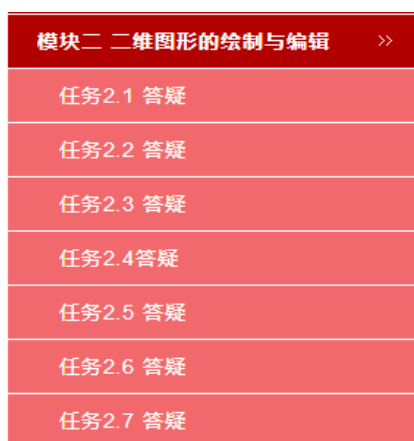 模块二 二维图形的绘制与编辑 >>
任务2.1 答疑
任务2.2 答疑
任务2.3 答疑
任务2.4答疑
任务2.5 答疑
任务2.6 答疑
任务2.7 答疑